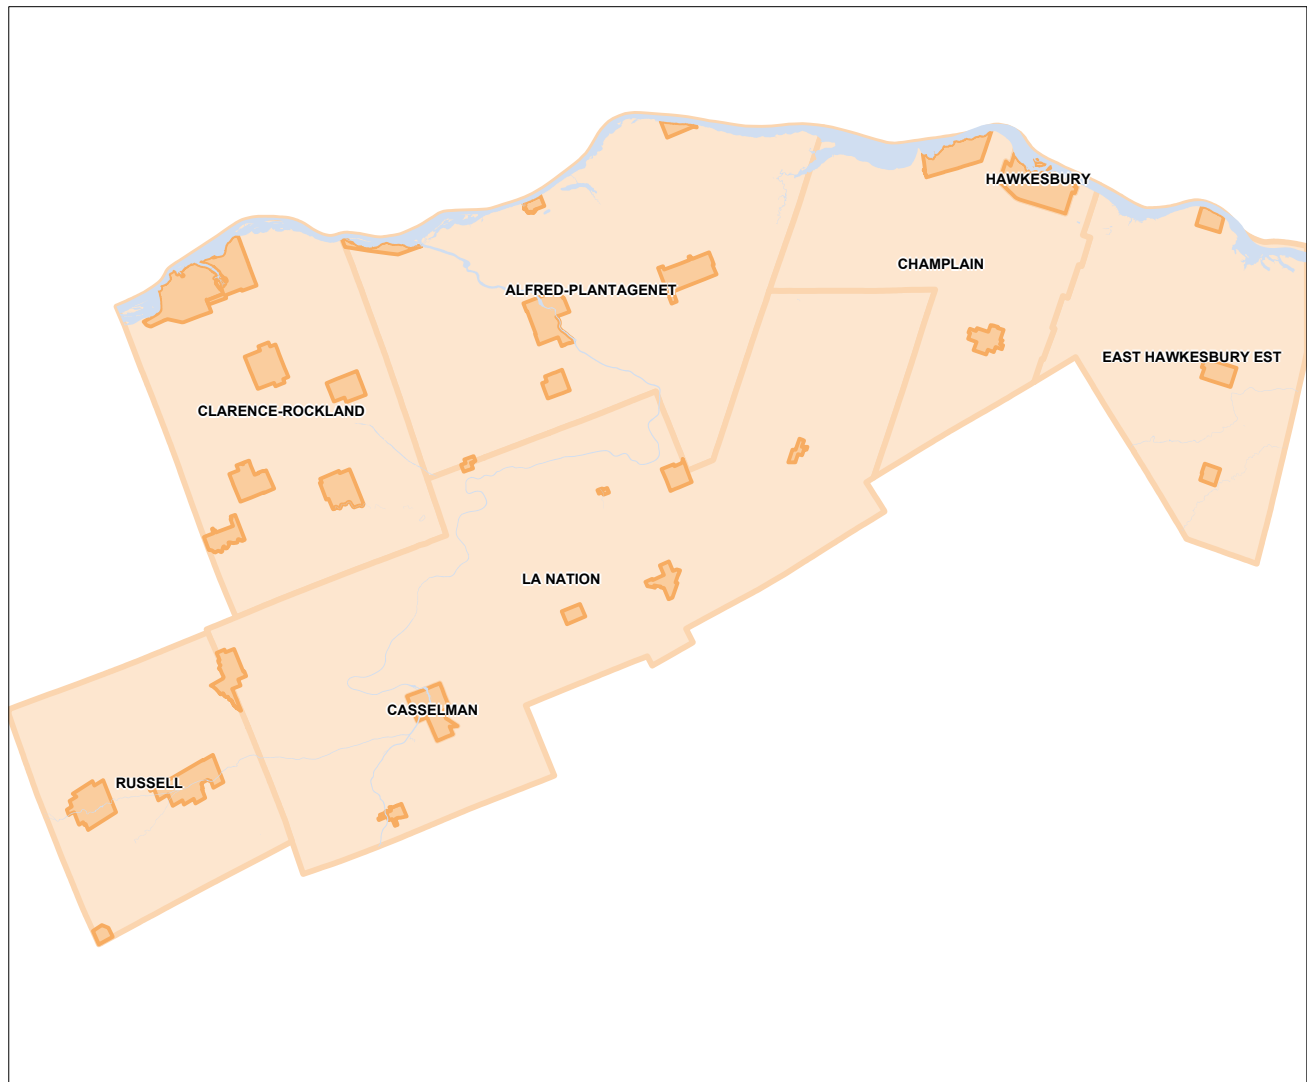 HAWKESBURY
CHAMPLAIN
ALFRED-PLANTAGENET
EAST HAWKESBURY EST
CLARENCE-ROCKLAND
LA NATION
CASSELMAN
RUSSELL